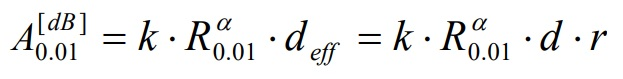 A_{0.01}^{[dB]} = k · R_{0.01}^{α} · d_{eff} = k · R_{0.01}^{α} · d · r